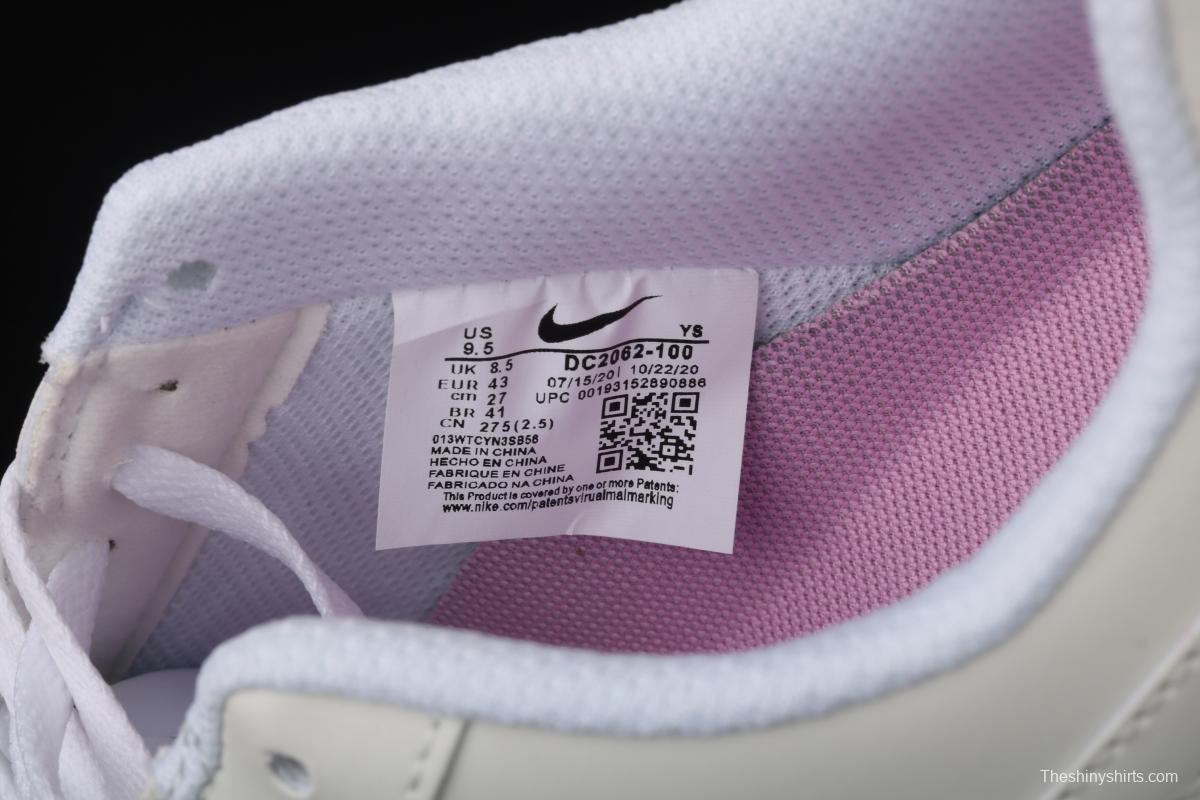 US YS
9.5
UK 8.5 DC2062-100
EUR 43 07/15/20| 10/22/20
cm 27 UPC 00193152890886
BR 41
CN 275(2.5)
013WTCYN3SB56
MADE IN CHINA
HECHO EN CHINA
FABRIQUE EN CHINE
FABRICADO NA CHINA
This Product is covered by one or more Patents:
www.nike.com/patentsvirualmalmarking
Theshinyshirts.com